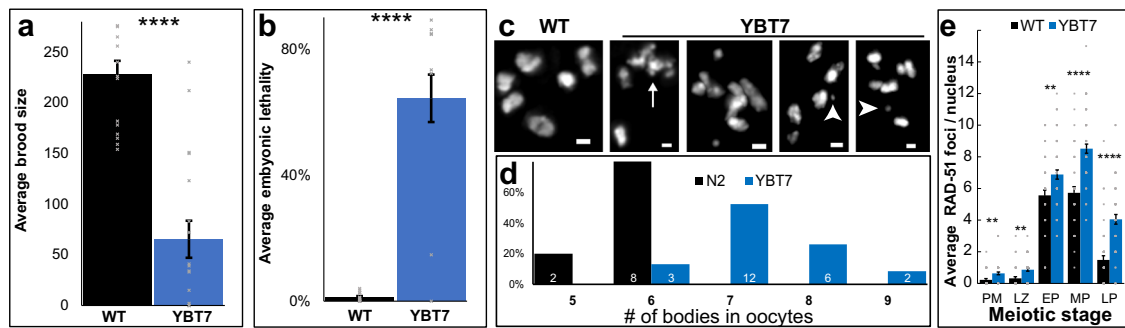 a
****
Average brood size
250
200
150
100
50
0
WT YBT7
b
****
Average embryonic lethality
80%
40%
0%
WT YBT7
c WT YBT7
d
N2 YBT7
60%
40%
20%
0%
2 8 3 12 6 2
5 6 7 8 9
# of bodies in oocytes
e WT YBT7
Average RAD-51 foci / nucleus
16
14
12
10
8
6
4
2
0
** ** ** **** ****
PM LZ EP MP LP
Meiotic stage